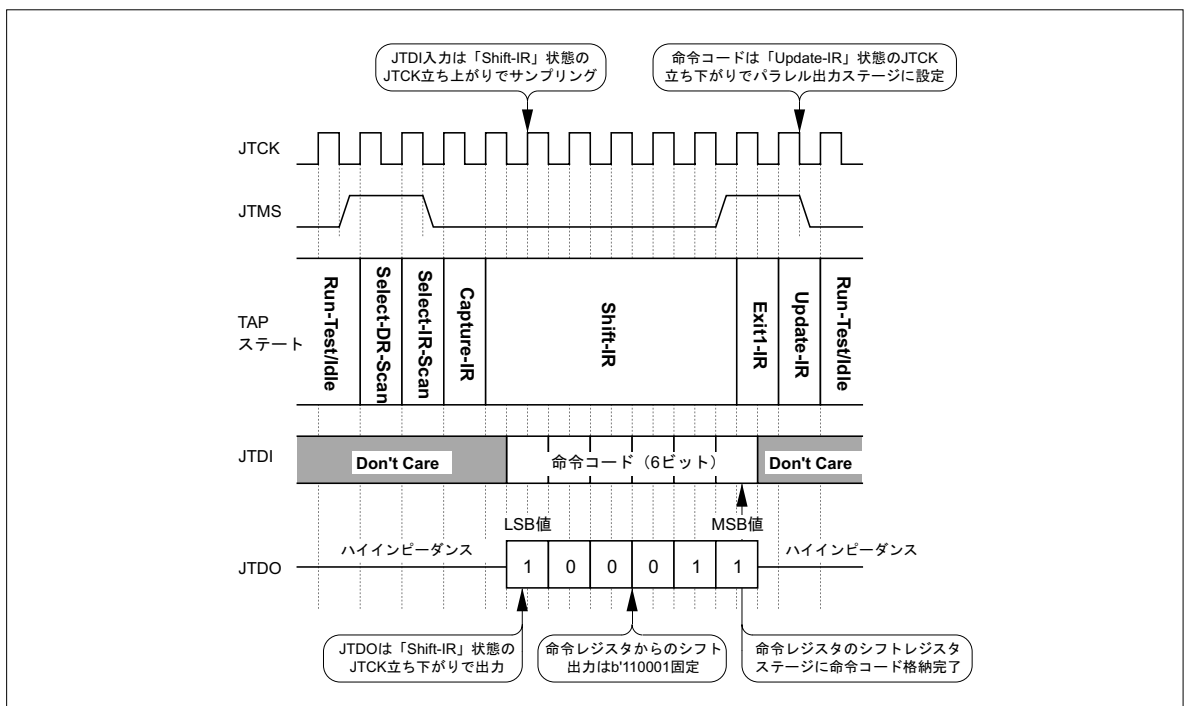 JTDI入力は「Shift-IR」状態の
JTCK立ち上がりでサンプリング
命令コードは「Update-IR」状態のJTCK
立ち下がりでパラレル出力ステージに設定
JTCK
JTMS
TAP
ステート
Run-Test/Idle
Select-DR-Scan
Select-IR-Scan
Capture-IR
Shift-IR
Exit1-IR
Update-IR
Run-Test/Idle
JTDI
Don't Care
命令コード（6ビット）
Don't Care
LSB値
MSB値
JTDO
ハイインピーダンス
1 0 0 0 1 1
ハイインピーダンス
JTDOは「Shift-IR」状態の
JTCK立ち下がりで出力
命令レジスタからのシフト
出力はb'110001固定
命令レジスタのシフトレジスタ
ステージに命令コード格納完了